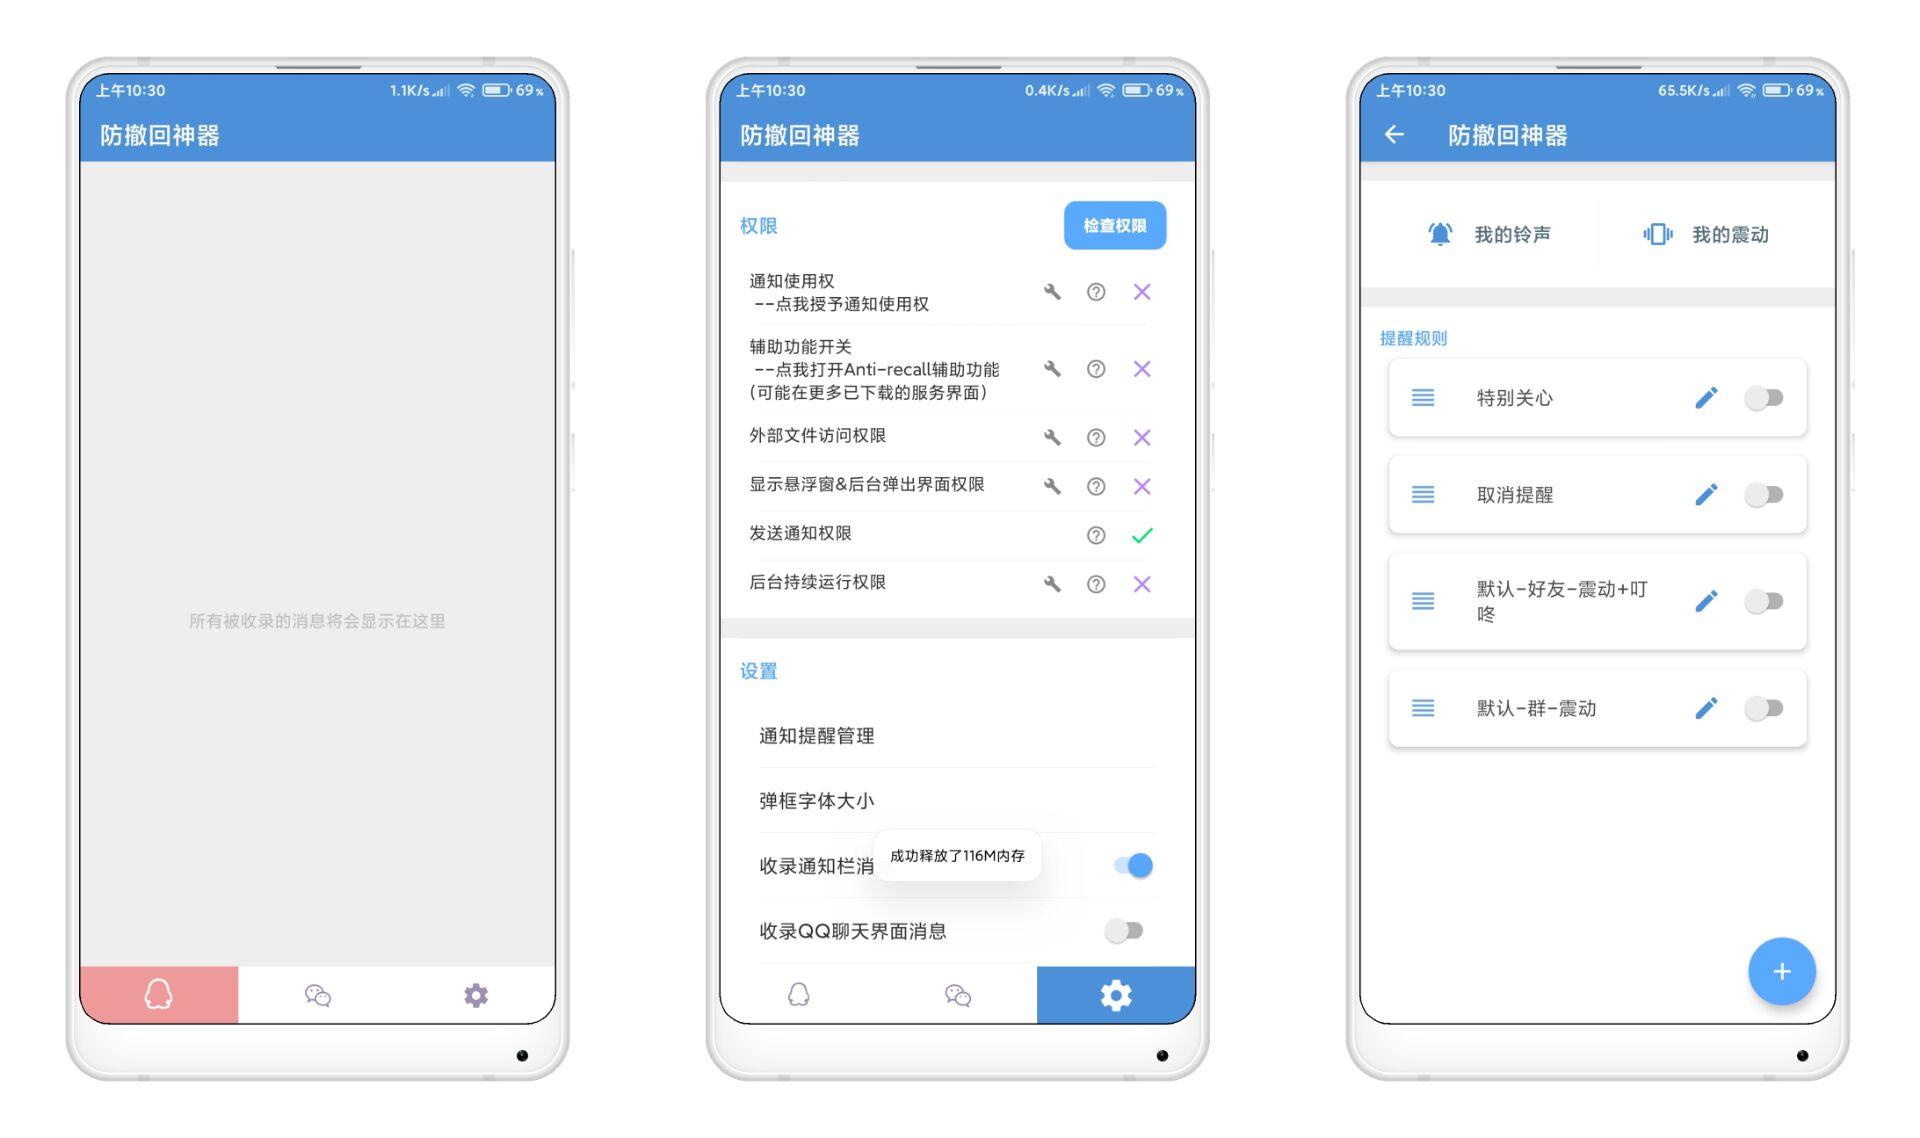 上午10:30
1.1K/s
69%
防撤回神器
所有被收录的消息将会显示在这里
上午10:30
0.4K/s
69%
防撤回神器
权限
检查权限
通知使用权
--点我授予通知使用权
辅助功能开关
--点我打开Anti-recall辅助功能
(可能在更多已下载的服务界面)
外部文件访问权限
显示悬浮窗&后台弹出界面权限
发送通知权限
后台持续运行权限
设置
通知提醒管理
弹框字体大小
收录通知栏消
成功释放了116M内存
收录QQ聊天界面消息
上午10:30
65.5K/s
69%
防撤回神器
我的铃声
我的震动
提醒规则
特别关心
取消提醒
默认-好友-震动+叮
咚
默认-群-震动